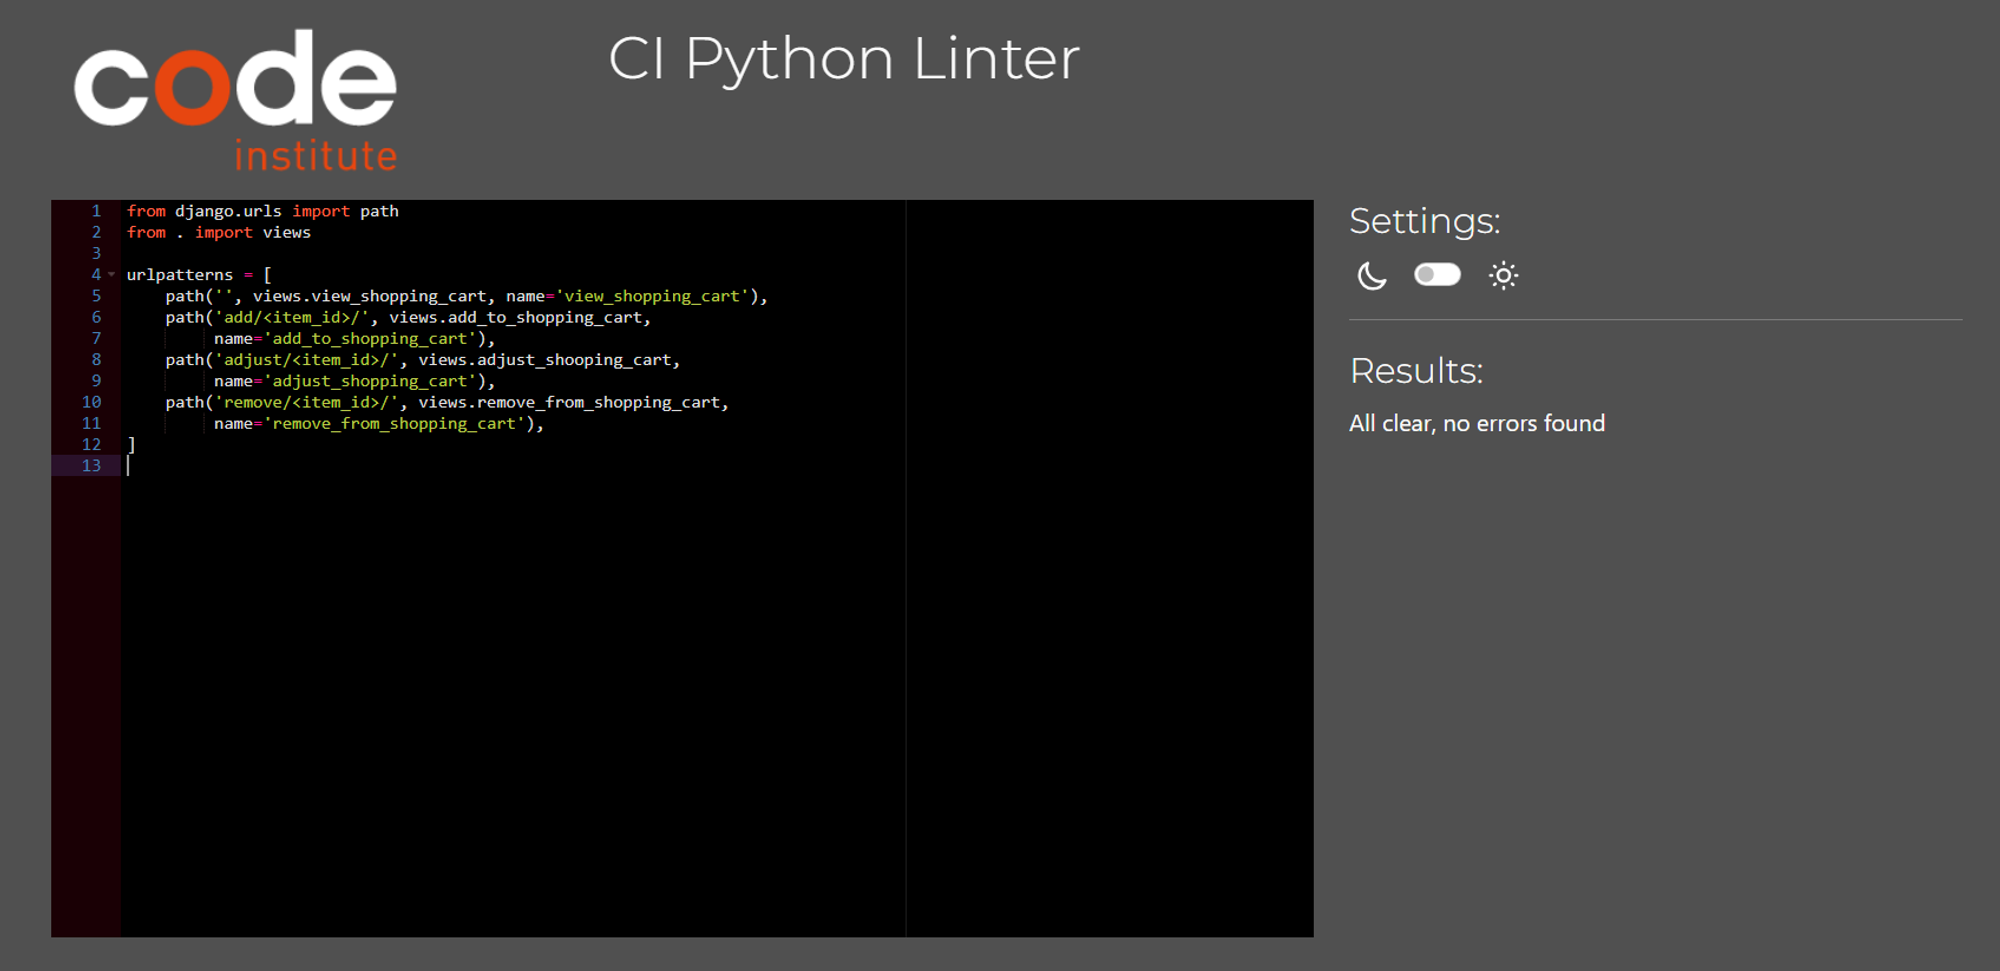 code
institute
CI Python Linter
1 from django.urls import path
2 from . import views
3
4 urlpatterns = [
5     path('', views.view_shopping_cart, name='view_shopping_cart'),
6     path('add/<item_id>/', views.add_to_shopping_cart,
7          name='add_to_shopping_cart'),
8     path('adjust/<item_id>/', views.adjust_shooping_cart,
9          name='adjust_shopping_cart'),
10     path('remove/<item_id>/', views.remove_from_shopping_cart,
11          name='remove_from_shopping_cart'),
12 ]
13
Settings:
Results:
All clear, no errors found